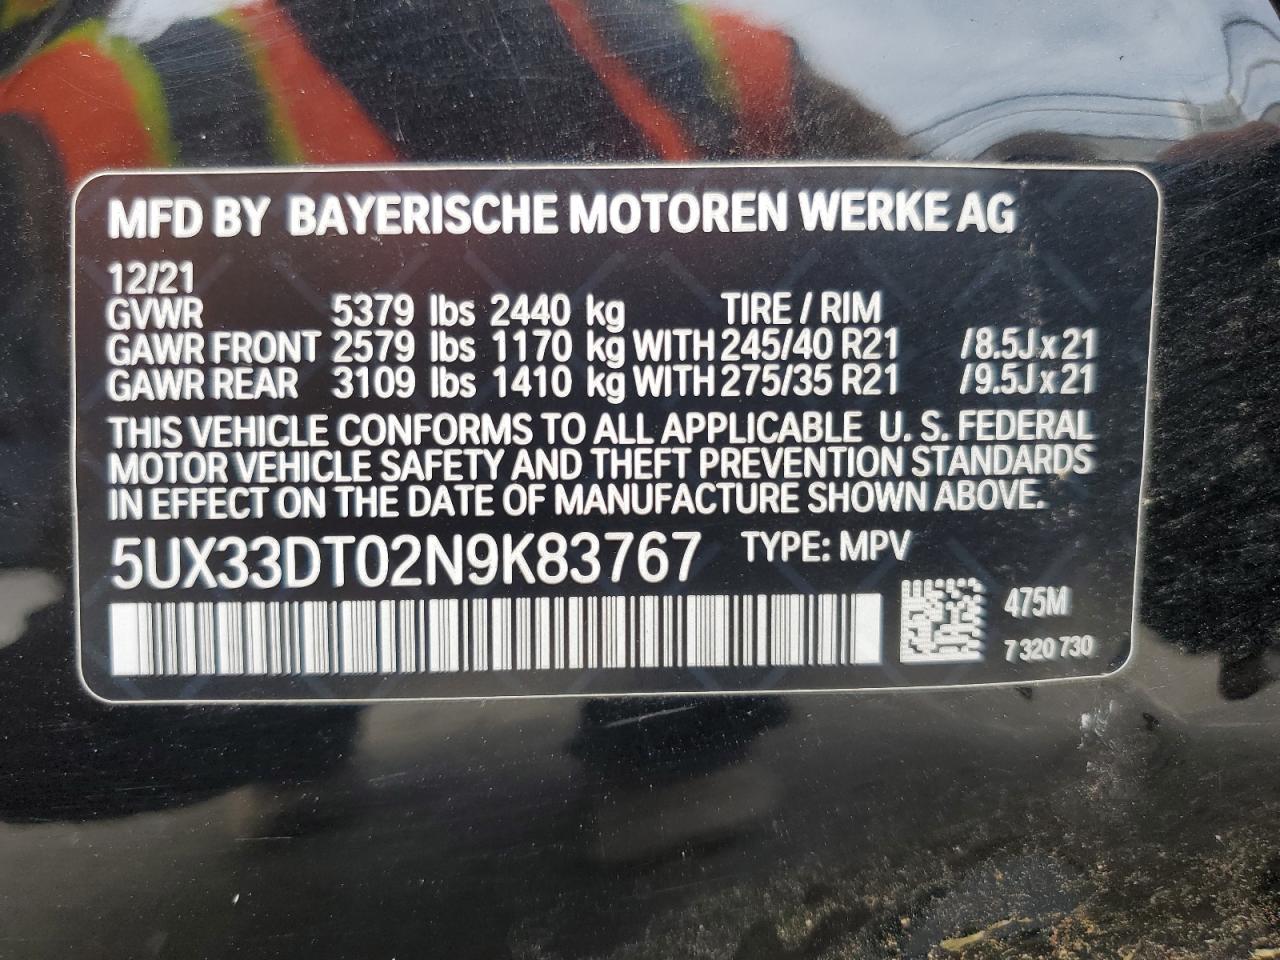 MFD BY BAYERISCHE MOTOREN WERKE AG
12/21
GVWR 5379 lbs 2440 kg TIRE / RIM
GAWR FRONT 2579 lbs 1170 kg WITH 245/40 R21 /8.5J x 21
GAWR REAR 3109 lbs 1410 kg WITH 275/35 R21 /9.5J x 21
THIS VEHICLE CONFORMS TO ALL APPLICABLE U. S. FEDERAL
MOTOR VEHICLE SAFETY AND THEFT PREVENTION STANDARDS
IN EFFECT ON THE DATE OF MANUFACTURE SHOWN ABOVE.
5UX33DT02N9K83767 TYPE: MPV
475M
7 320 730